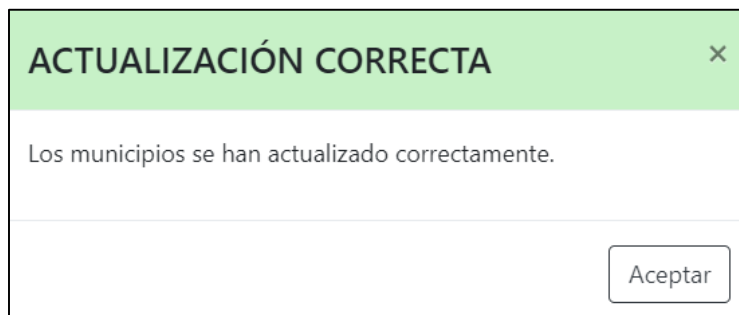 ACTUALIZACIÓN CORRECTA ×
Los municipios se han actualizado correctamente.
Aceptar